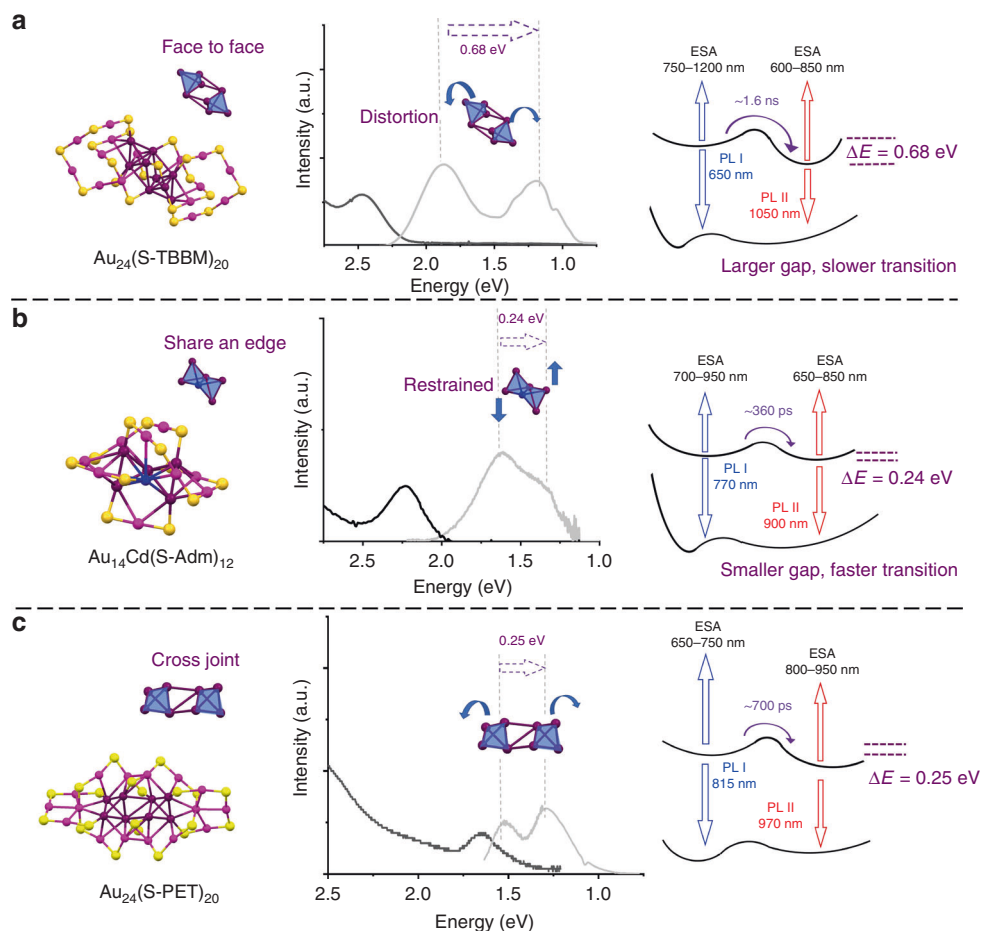 a
Face to face
Au24(S-TBBM)20
Intensity (a.u.)
0.68 eV
Distortion
2.5 2.0 1.5 1.0
Energy (eV)
ESA
750–1200 nm
ESA
600–850 nm
~1.6 ns
PL I
650 nm
PL II
1050 nm
ΔE = 0.68 eV
Larger gap, slower transition
b
Share an edge
Au14Cd(S-Adm)12
Intensity (a.u.)
0.24 eV
Restrained
2.5 2.0 1.5 1.0
Energy (eV)
ESA
700–950 nm
ESA
650–850 nm
~360 ps
PL I
770 nm
PL II
900 nm
ΔE = 0.24 eV
Smaller gap, faster transition
c
Cross joint
Au24(S-PET)20
Intensity (a.u.)
0.25 eV
2.5 2.0 1.5 1.0
Energy (eV)
ESA
650–750 nm
ESA
800–950 nm
~700 ps
PL I
815 nm
PL II
970 nm
ΔE = 0.25 eV